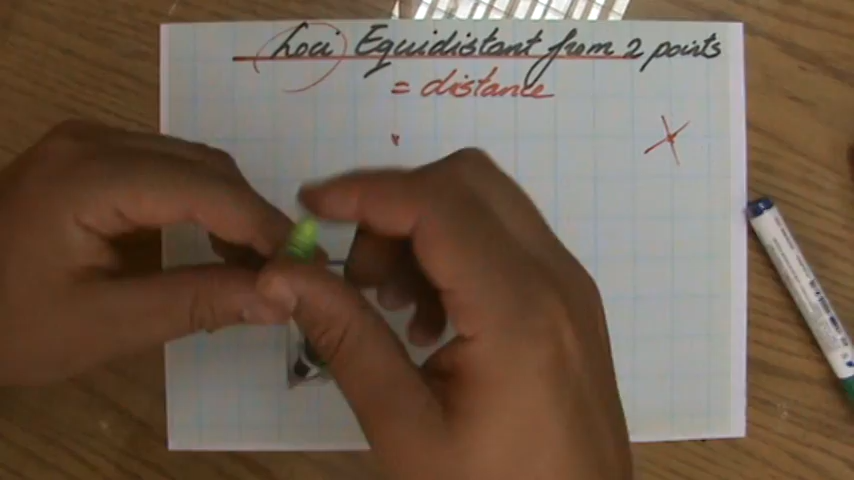 Loci Equidistant from 2 points
= distance